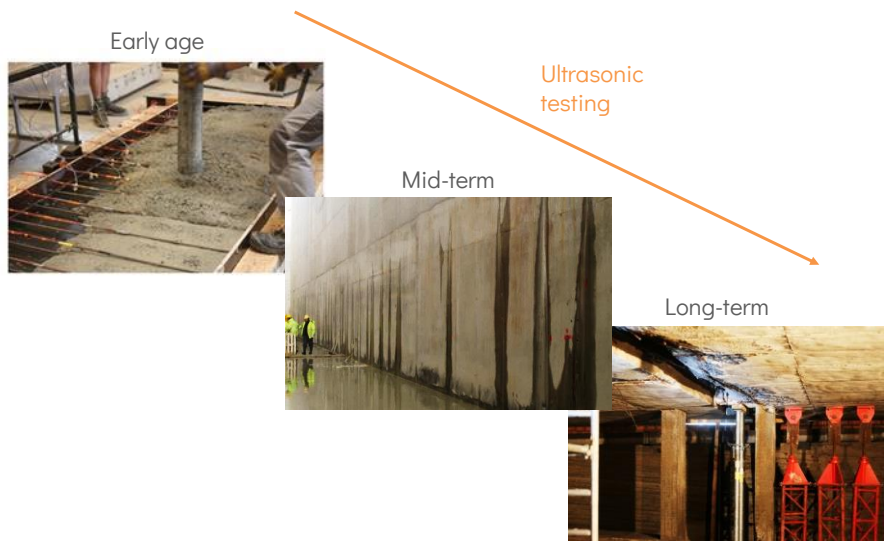 Early age
Ultrasonic
testing
Mid-term
Long-term